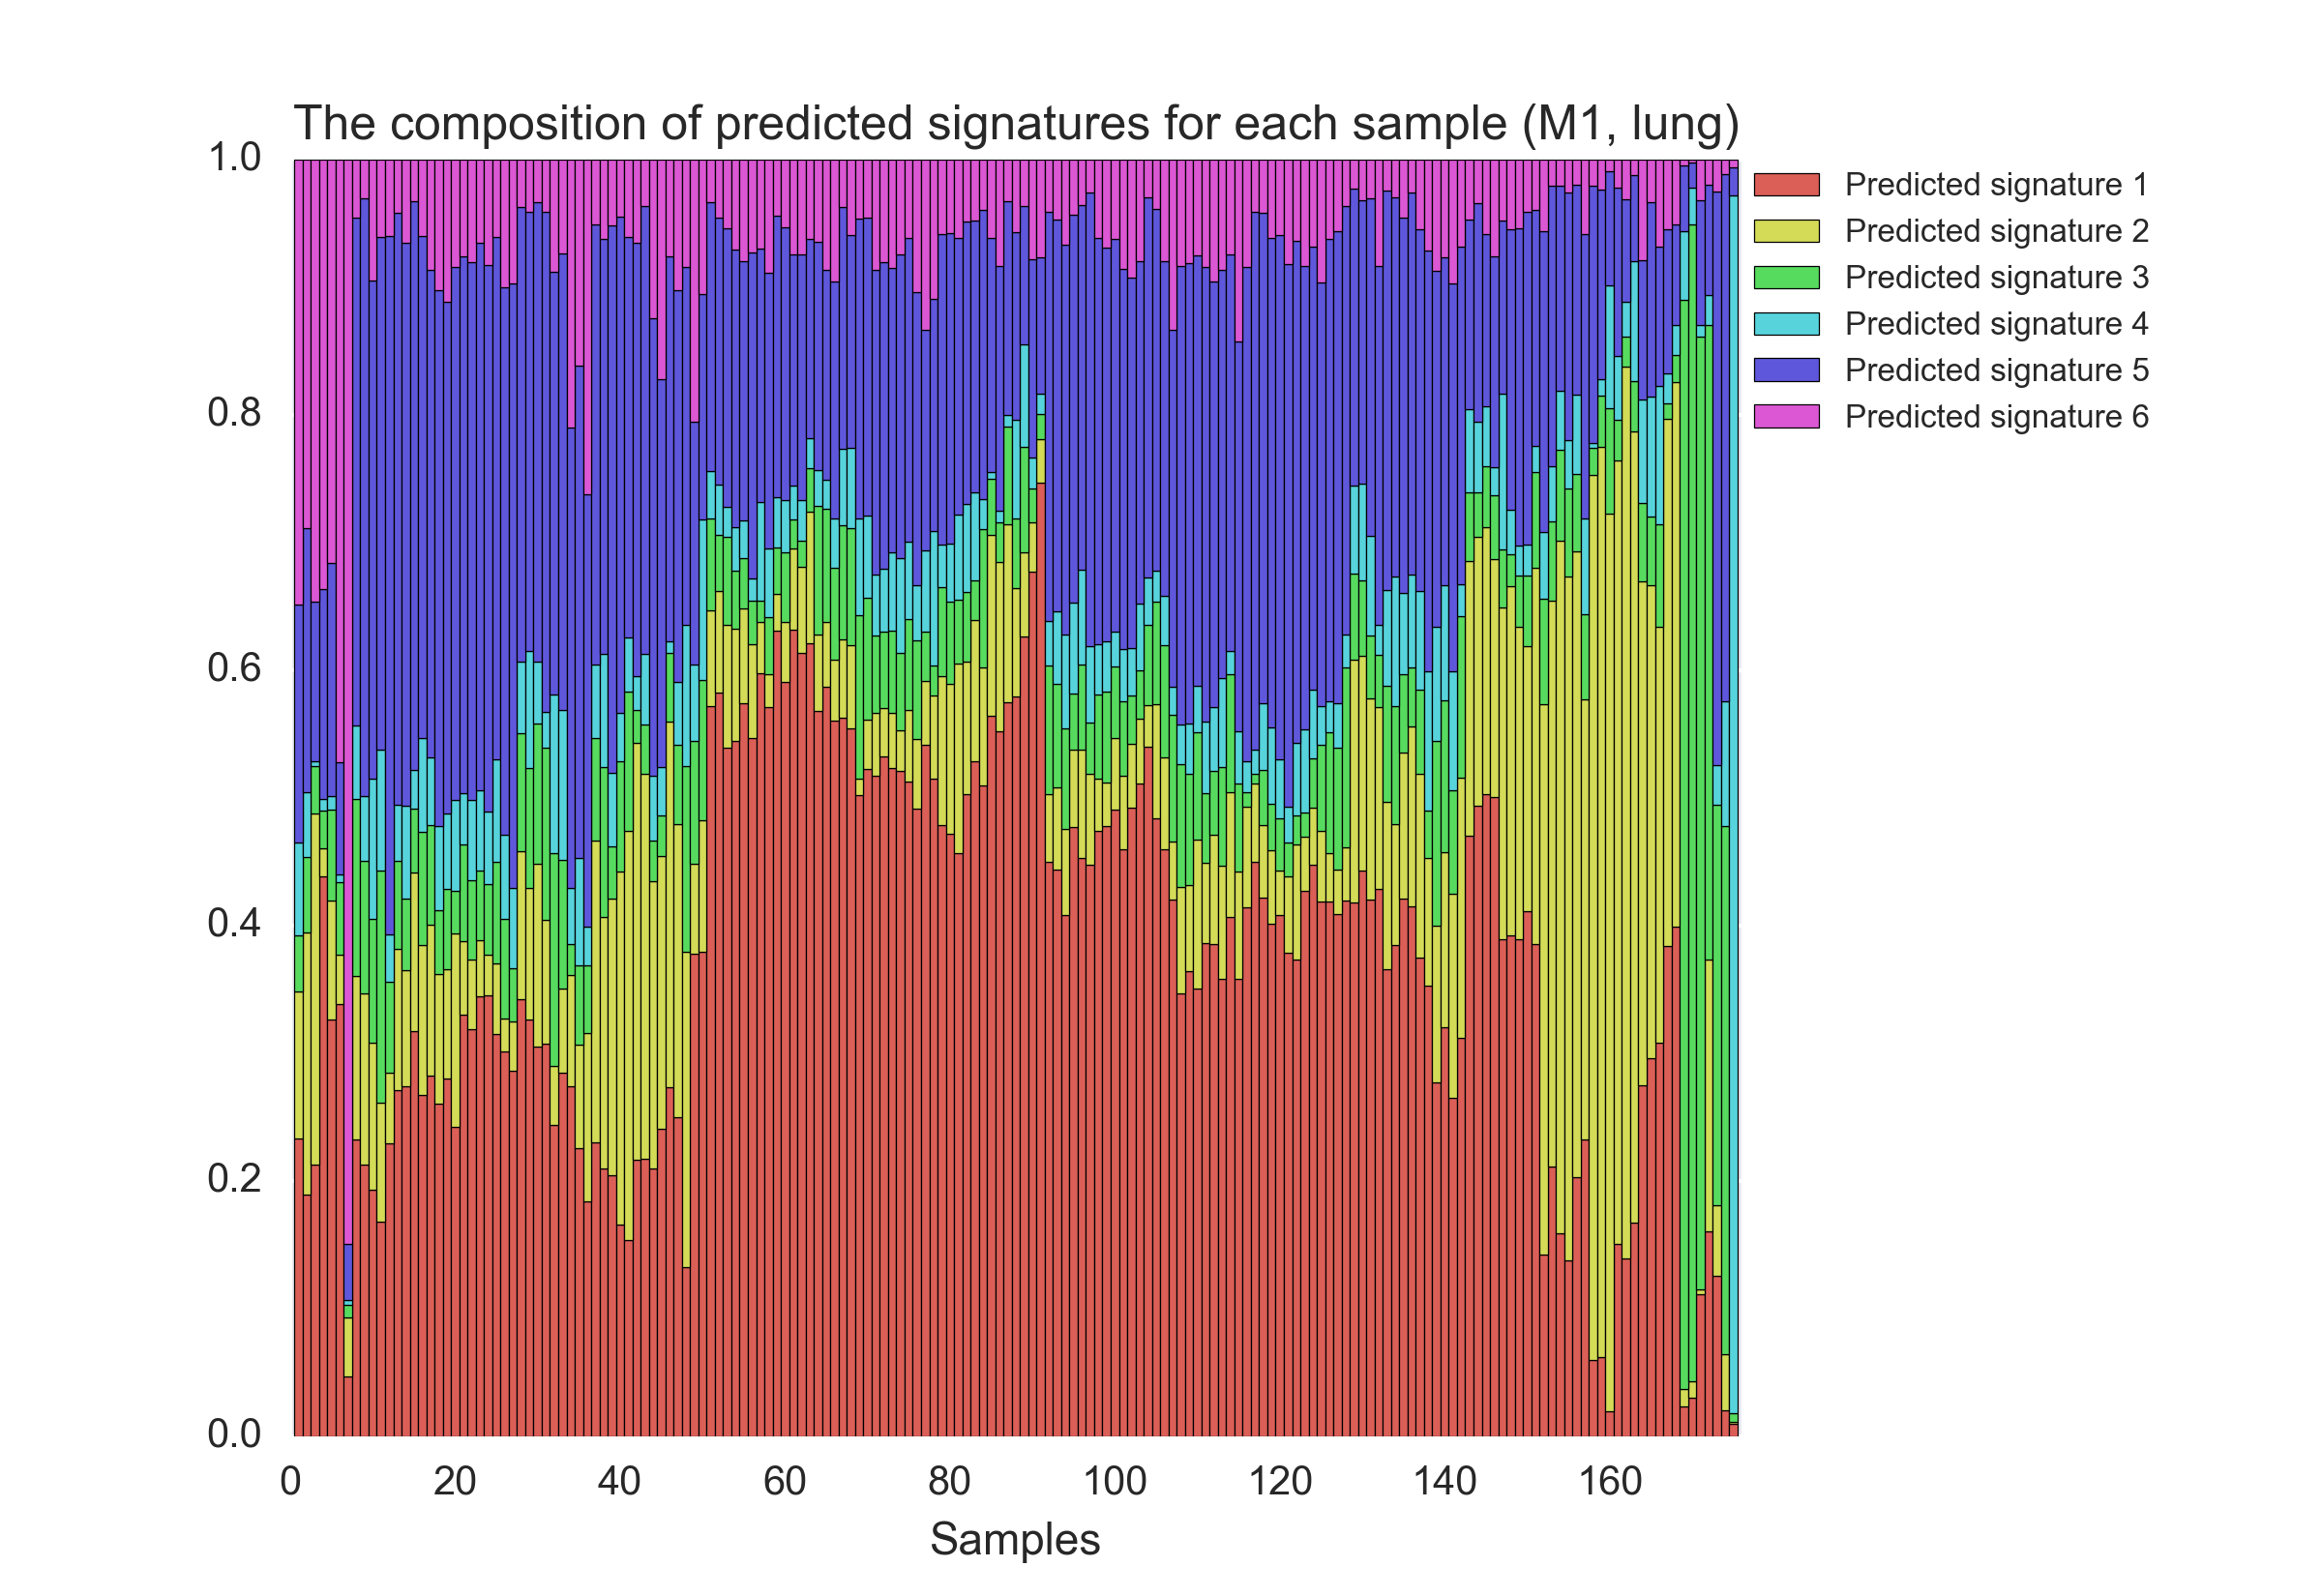 The composition of predicted signatures for each sample (M1, lung)
1.0
0.8
0.6
0.4
0.2
0.0
0 20 40 60 80 100 120 140 160
Samples
Predicted signature 1
Predicted signature 2
Predicted signature 3
Predicted signature 4
Predicted signature 5
Predicted signature 6